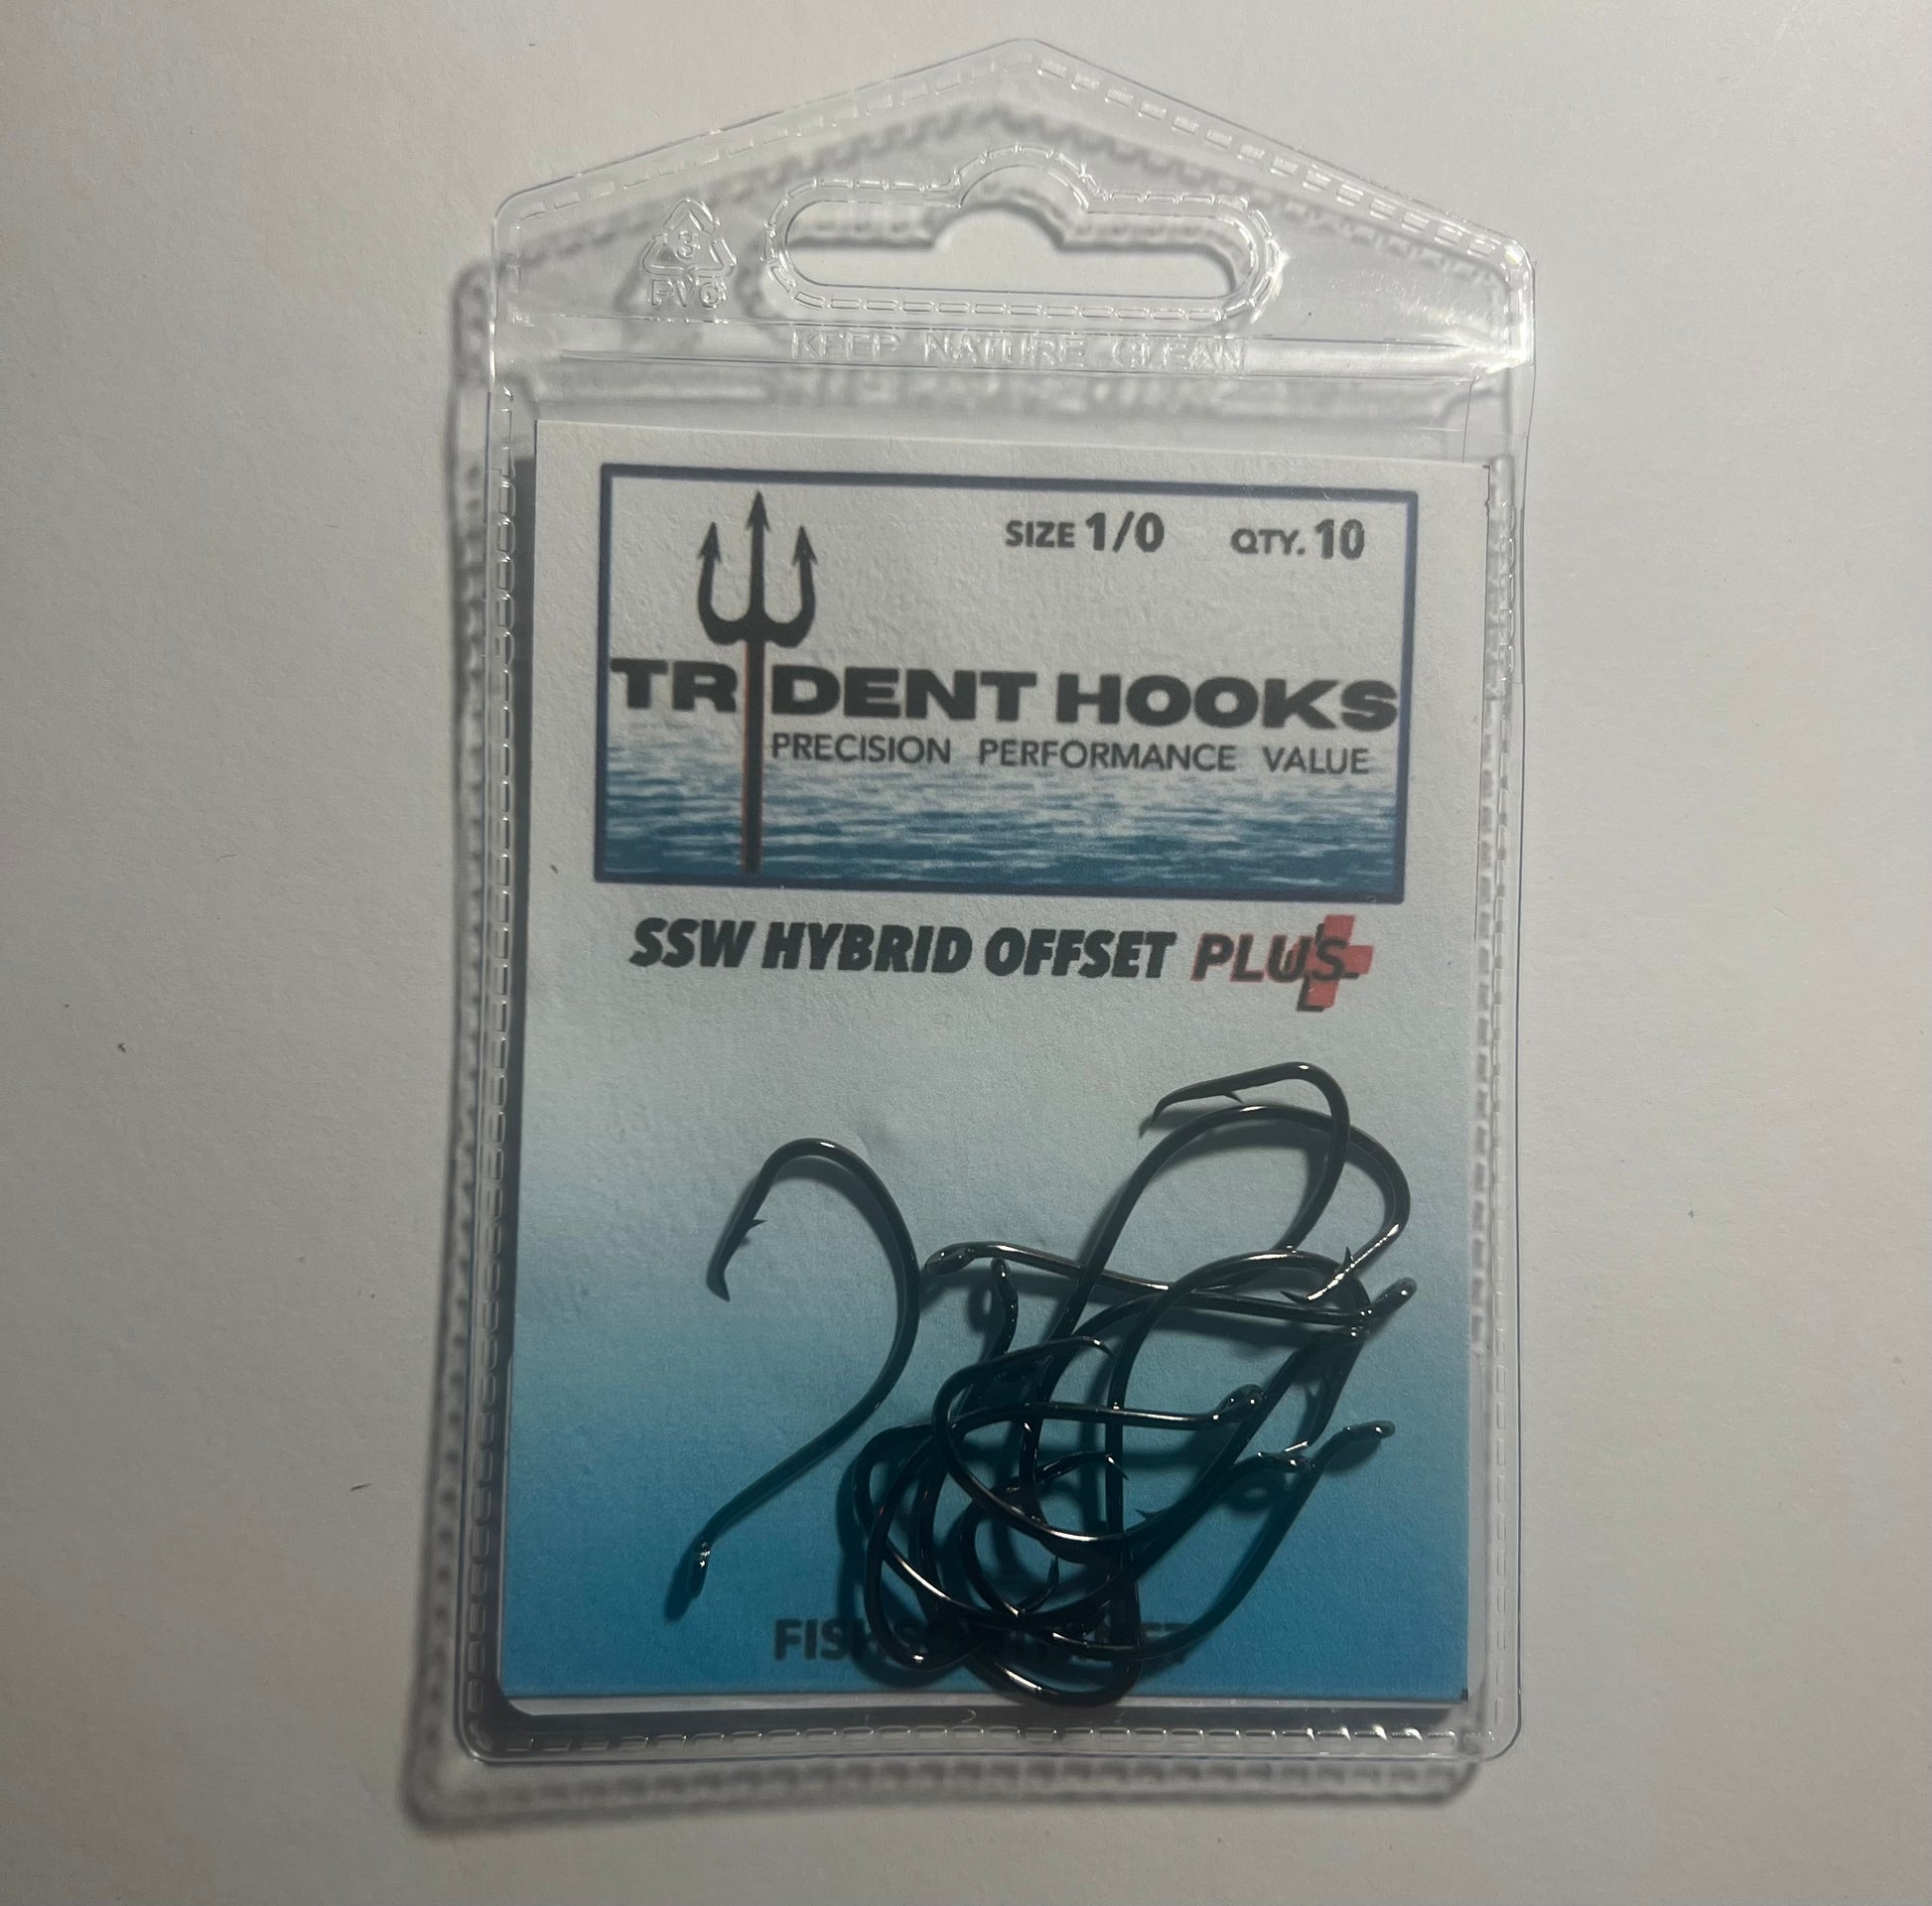 3
PVC
KEEP NATURE CLEAN
SIZE 1/0 QTY. 10
TRIDENT HOOKS
PRECISION PERFORMANCE VALUE
SSW HYBRID OFFSET PLUS